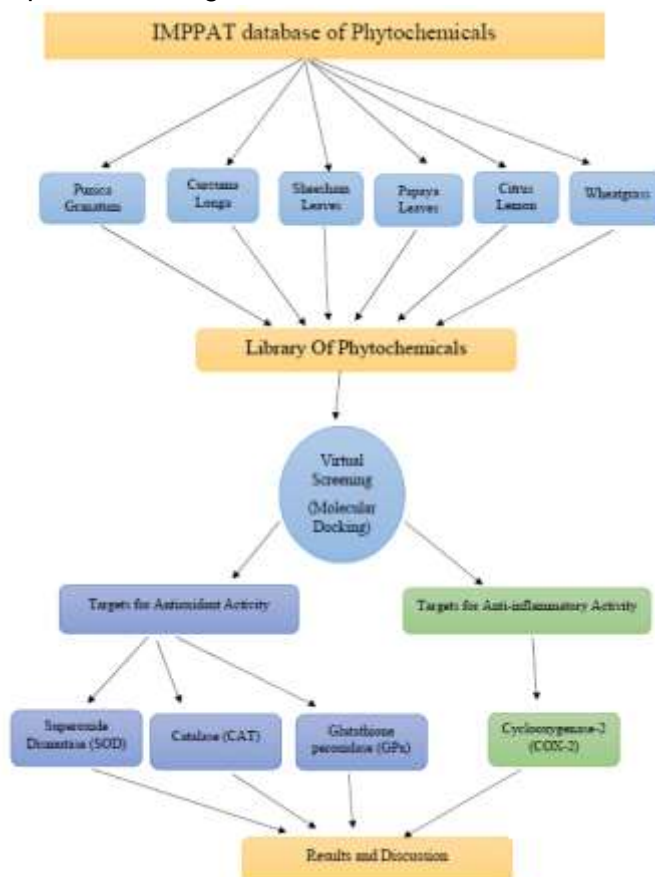 IMPPAT database of Phytochemicals
Punica
Granatum
Curcuma
Longa
Sheesham
Leaves
Papaya
Leaves
Citrus
Lemon
Wheatgrass
Library Of Phytochemicals
Virtual
Screening
(Molecular
Docking)
Targets for Antioxidant Activity
Targets for Anti-inflammatory Activity
Superoxide
Dismutase (SOD)
Catalase (CAT)
Glutathione
peroxidase (GPx)
Cyclooxygenase-2
(COX-2)
Results and Discussion